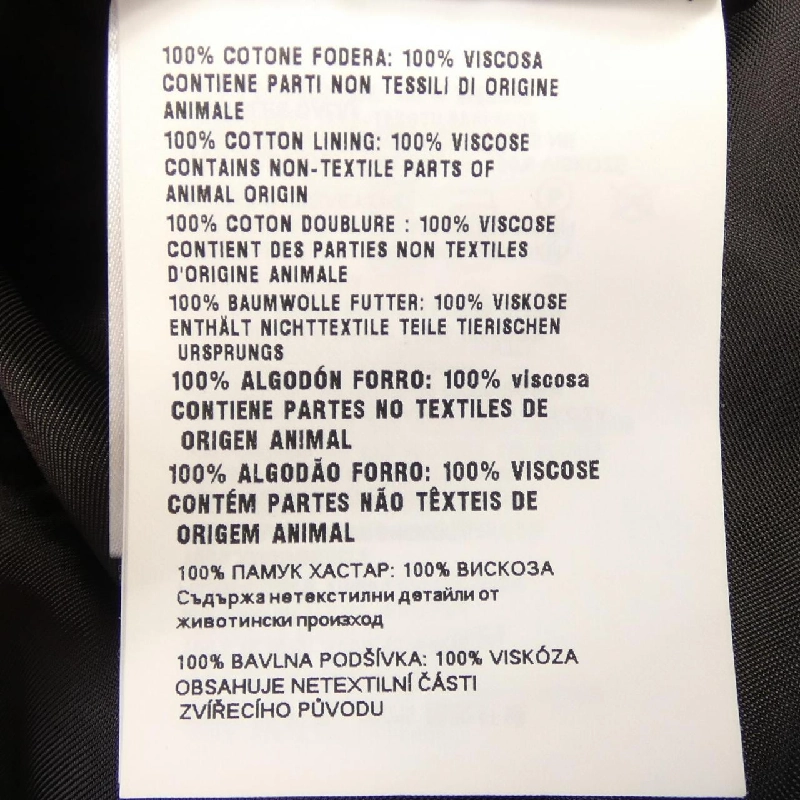 100% COTONE FODERA: 100% VISCOSA
CONTIENE PARTI NON TESSILI DI ORIGINE
ANIMALE
100% COTTON LINING: 100% VISCOSE
CONTAINS NON-TEXTILE PARTS OF
ANIMAL ORIGIN
100% COTON DOUBLURE : 100% VISCOSE
CONTIENT DES PARTIES NON TEXTILES
D'ORIGINE ANIMALE
100% BAUMWOLLE FUTTER: 100% VISKOSE
ENTHÄLT NICHTTEXTILE TEILE TIERISCHEN
URSPRUNGS
100% ALGODÓN FORRO: 100% viscosa
CONTIENE PARTES NO TEXTILES DE
ORIGEN ANIMAL
100% ALGODÃO FORRO: 100% VISCOSE
CONTÉM PARTES NÃO TÊXTEIS DE
ORIGEM ANIMAL
100% ПАМУК ХАСТАР: 100% ВИСКОЗА
Съдържа нетекстилни детайли от
животински произход
100% BAVLNA PODŠÍVKA: 100% VISKÓZA
OBSAHUJE NETEXTILNÍ ČÁSTI
ZVÍŘECÍHO PŮVODU